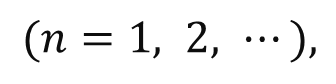 (n = 1, 2, ⋯),